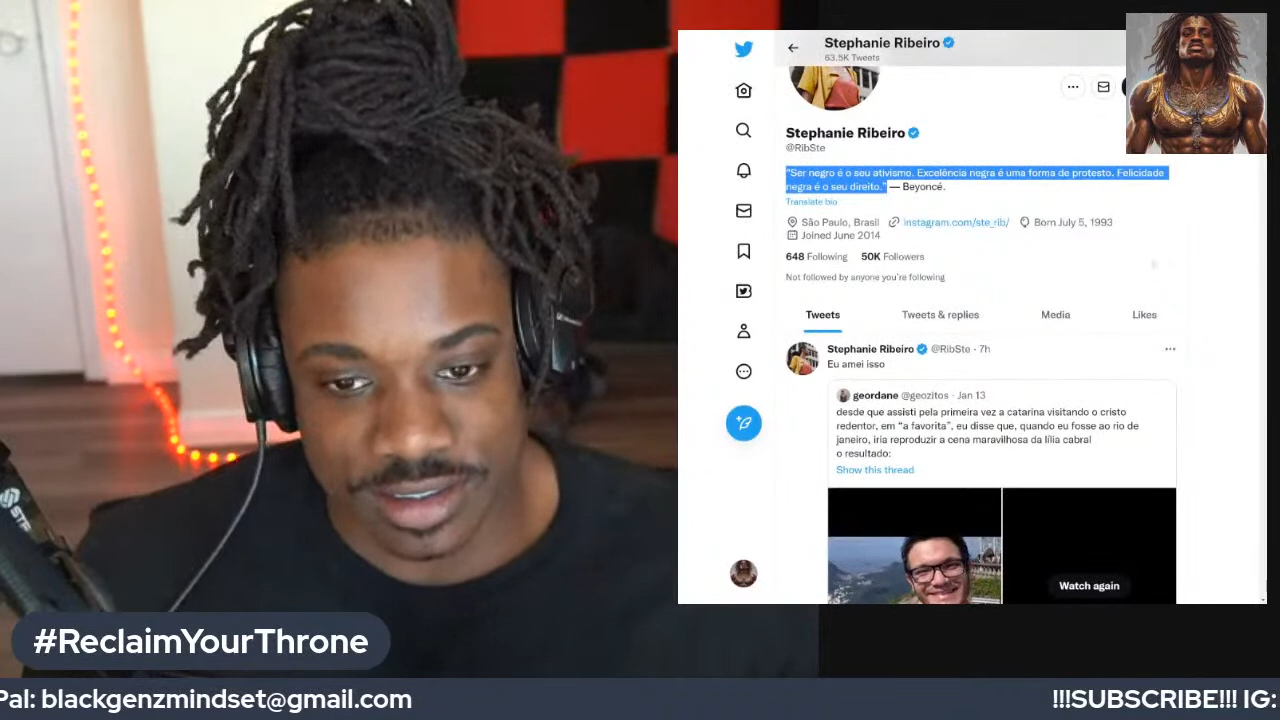 Stephanie Ribeiro
63.5K Tweets
Stephanie Ribeiro
@RibSte
"Ser negro é o seu ativismo. Excelência negra é uma forma de protesto. Felicidade
negra é o seu direito." — Beyoncé.
Translate bio
São Paulo, Brasil instagram.com/ste_rib/ Born July 5, 1993
Joined June 2014
648 Following 50K Followers
Not followed by anyone you're following
Tweets Tweets & replies Media Likes
Stephanie Ribeiro @RibSte · 7h
Eu amei isso
geordane @geozitos · Jan 13
desde que assisti pela primeira vez a catarina visitando o cristo
redentor, em "a favorita", eu disse que, quando eu fosse ao rio de
janeiro, iria reproduzir a cena maravilhosa da lília cabral
o resultado:
Show this thread
Watch again
#ReclaimYourThrone
Pal: blackgenzmindset@gmail.com !!!SUBSCRIBE!!! IG: